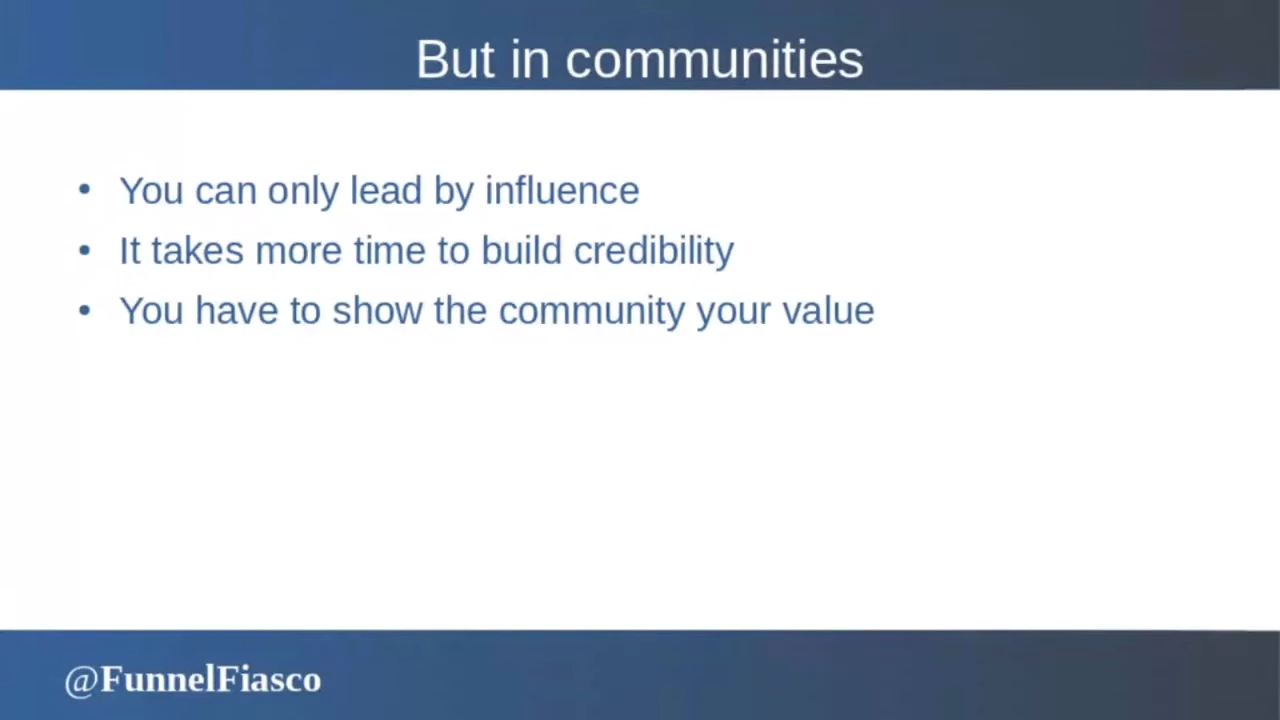 But in communities
• You can only lead by influence
• It takes more time to build credibility
• You have to show the community your value
@FunnelFiasco